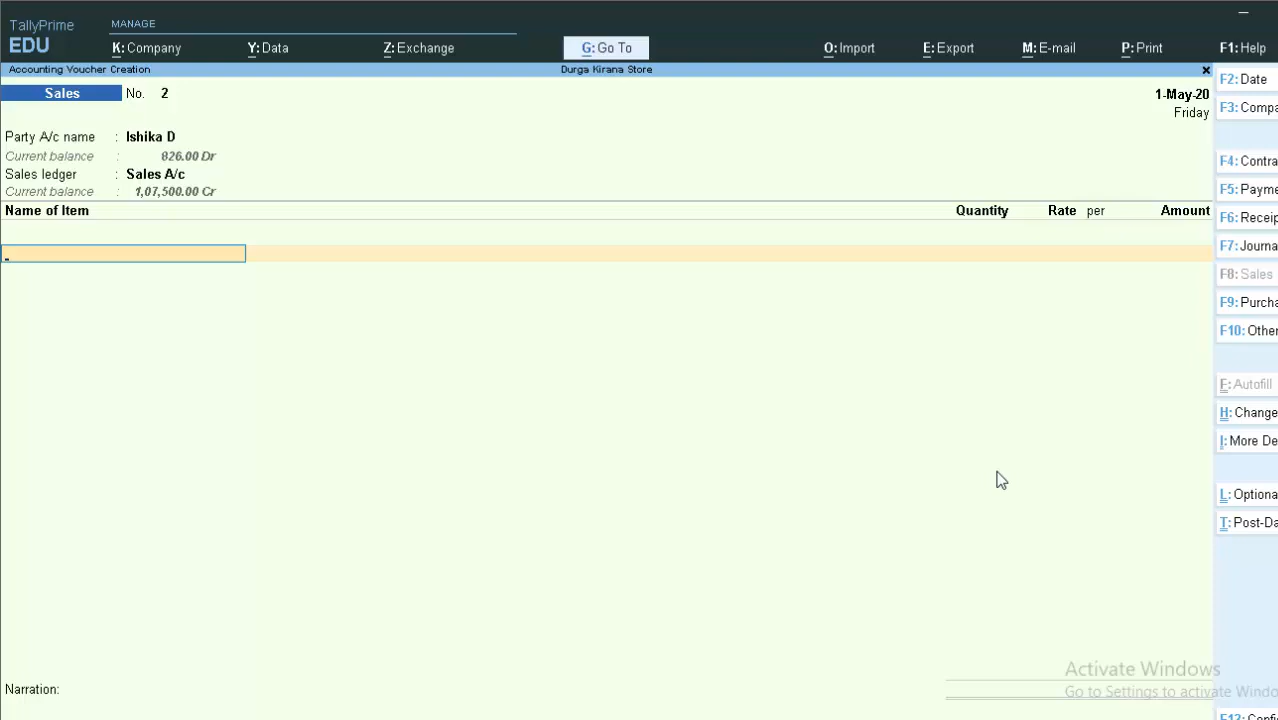 TallyPrime
EDU
MANAGE
K: Company
Y: Data
Z: Exchange
G: Go To
O: Import
E: Export
M: E-mail
P: Print
F1: Help
Accounting Voucher Creation
Durga Kirana Store
Sales
No. 2
1-May-20
Friday
Party A/c name : Ishika D
Current balance : 826.00 Dr
Sales ledger : Sales A/c
Current balance : 1,07,500.00 Cr
Name of Item Quantity Rate per Amount
Narration:
F2: Date
F3: Compa
F4: Contra
F5: Payme
F6: Receip
F7: Journa
F8: Sales
F9: Purcha
F10: Other
F: Autofill
H: Change
I: More De
L: Optiona
T: Post-Da
F12: Confi
Activate Windows
Go to Settings to activate Windo